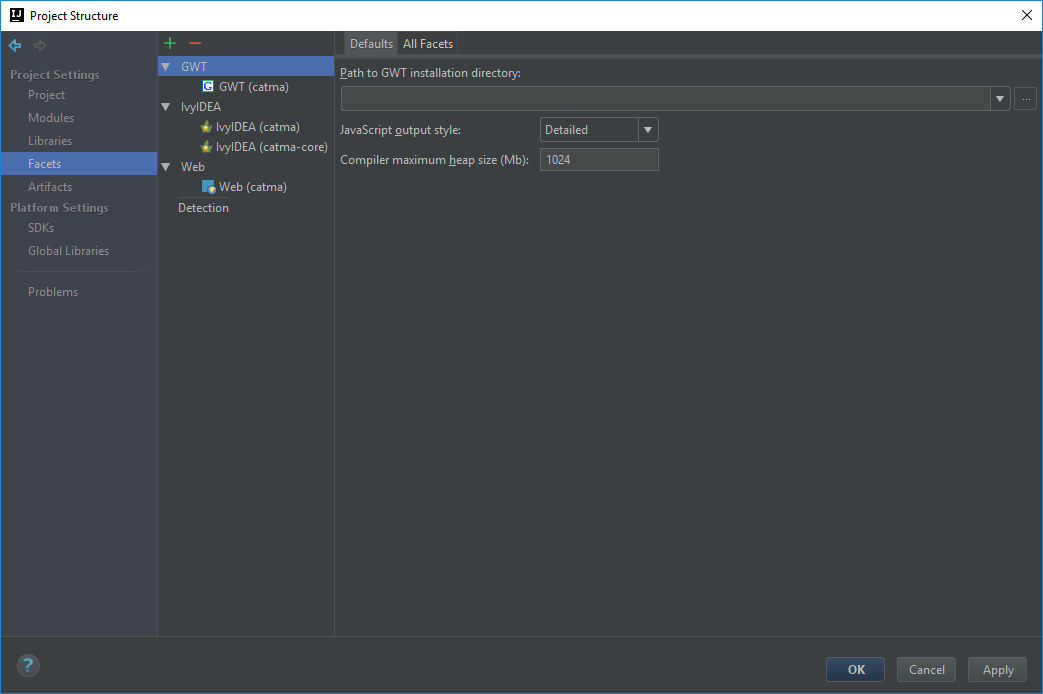 IJ Project Structure
Project Settings
Project
Modules
Libraries
Facets
Artifacts
Platform Settings
SDKs
Global Libraries
Problems
GWT
G GWT (catma)
IvyIDEA
IvyIDEA (catma)
IvyIDEA (catma-core)
Web
Web (catma)
Detection
Defaults All Facets
Path to GWT installation directory:
...
JavaScript output style: Detailed
Compiler maximum heap size (Mb): 1024
? OK Cancel Apply